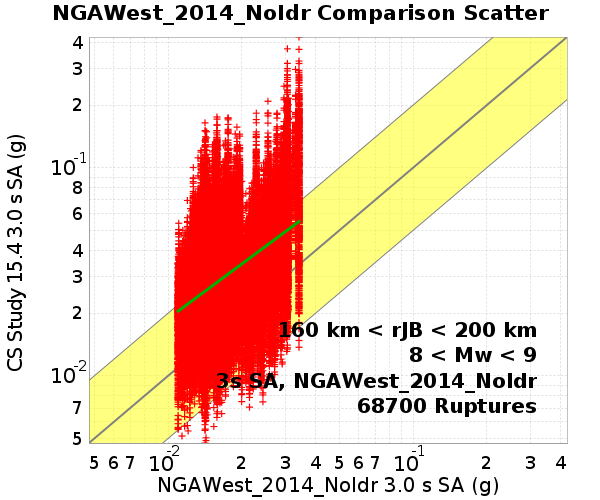 NGAWest_2014_NoIdr Comparison Scatter
CS Study 15.4 3.0 s SA (g)
4
3
2
10^-1
8
6
4
3
2
10^-2
7
5
160 km < rJB < 200 km
8 < Mw < 9
3s SA, NGAWest_2014_NoIdr
68700 Ruptures
5 6 7 10^-2 2 3 4 5 6 7 10^-1 2 3 4
NGAWest_2014_NoIdr 3.0 s SA (g)